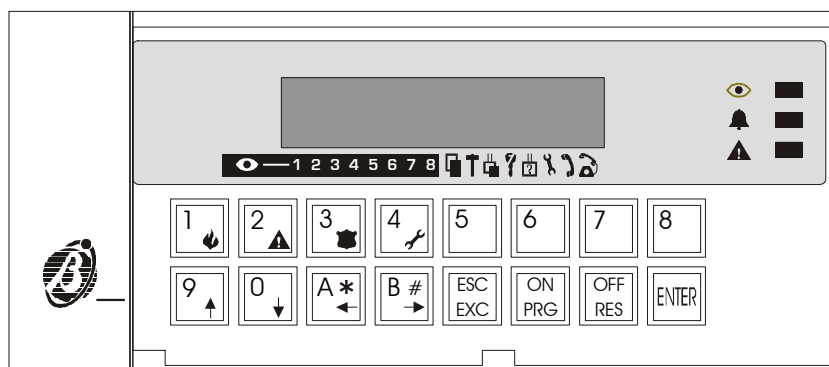 1 2 3 4 5 6 7 8
1 2 3 4 5 6 7 8
9 0 A * B # ESC ON OFF ENTER
EXC PRG RES